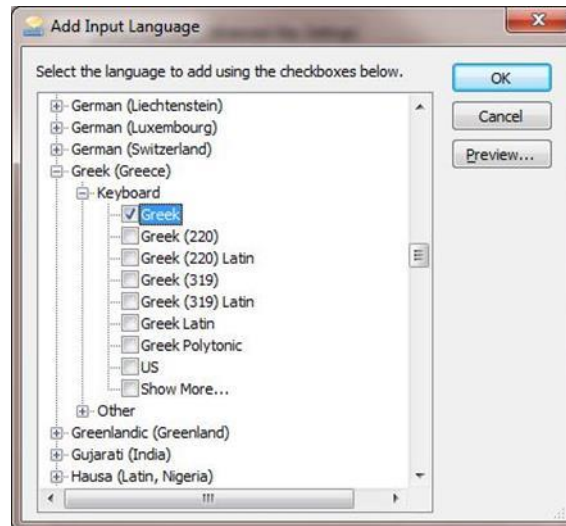 Add Input Language
Select the language to add using the checkboxes below.
OK
Cancel
Preview...
German (Liechtenstein)
German (Luxembourg)
German (Switzerland)
Greek (Greece)
Keyboard
Greek
Greek (220)
Greek (220) Latin
Greek (319)
Greek (319) Latin
Greek Latin
Greek Polytonic
US
Show More...
Other
Greenlandic (Greenland)
Gujarati (India)
Hausa (Latin, Nigeria)